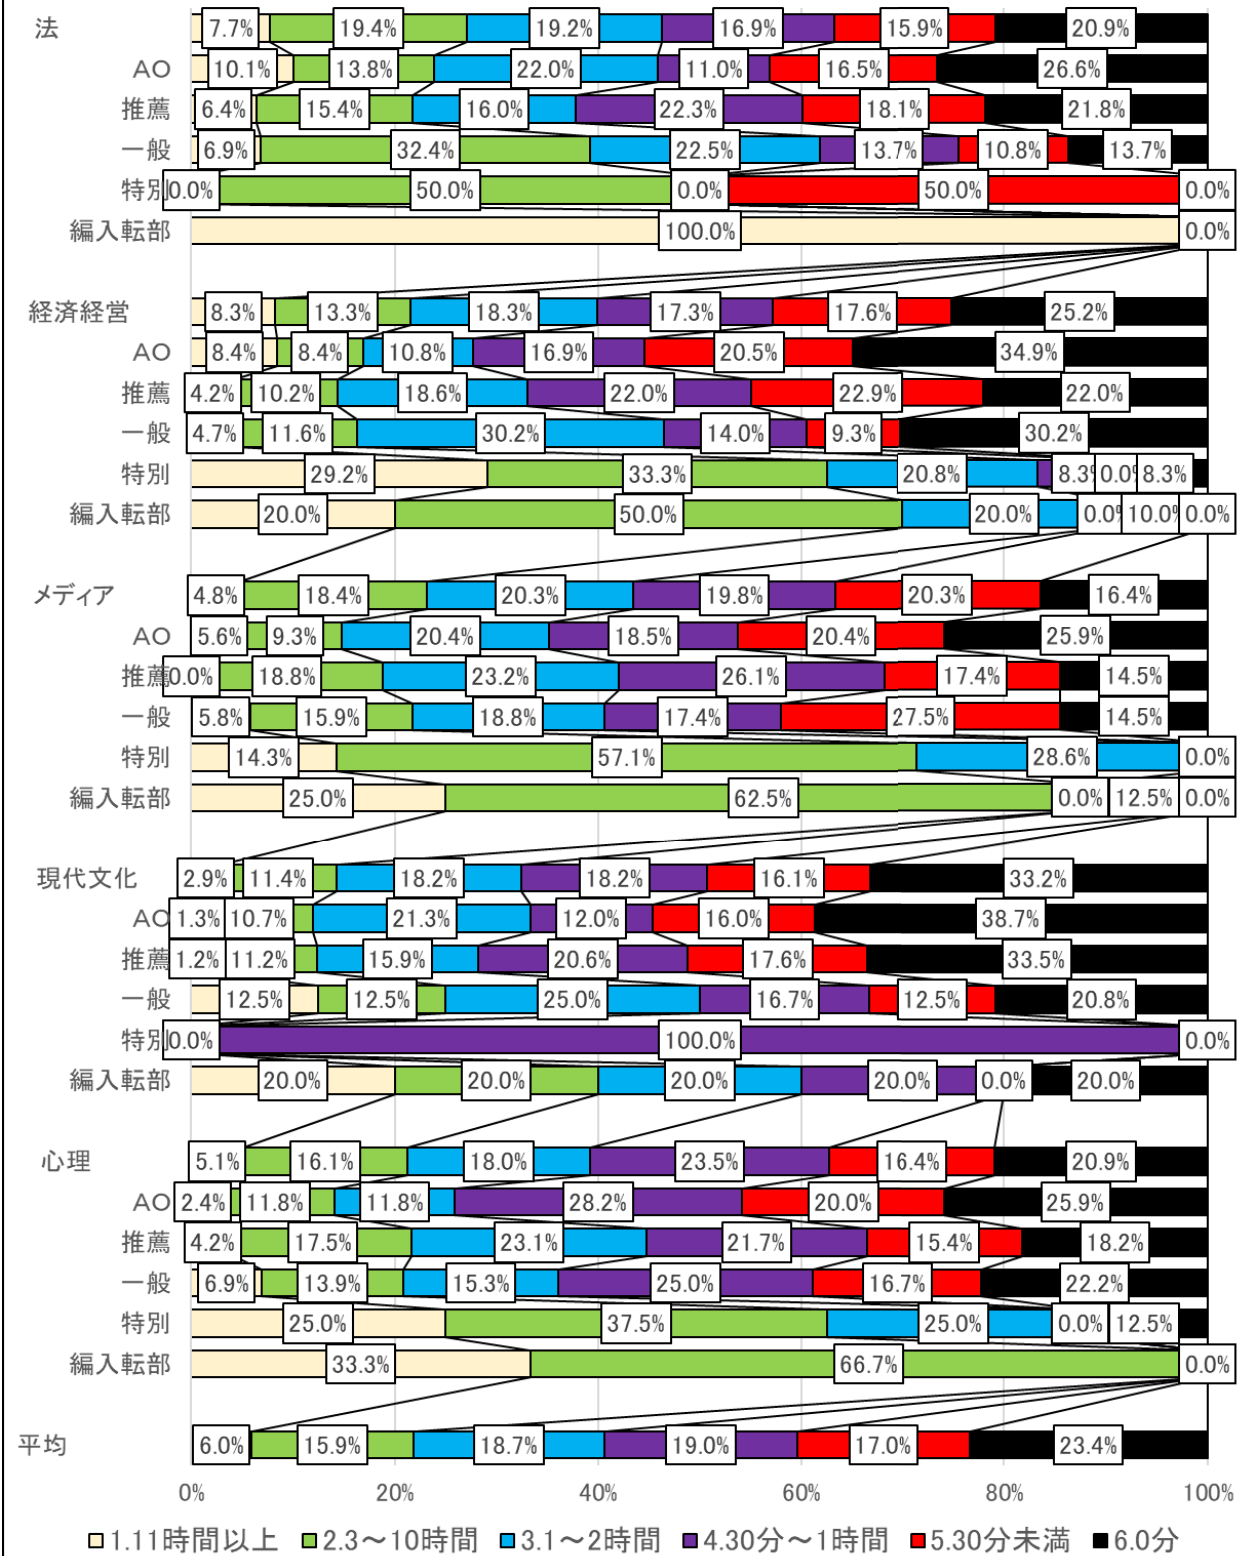 法 7.7% 19.4% 19.2% 16.9% 15.9% 20.9%
AO 10.1% 13.8% 22.0% 11.0% 16.5% 26.6%
推薦 6.4% 15.4% 16.0% 22.3% 18.1% 21.8%
一般 6.9% 32.4% 22.5% 13.7% 10.8% 13.7%
特別 0.0% 50.0% 0.0% 50.0% 0.0%
編入転部 100.0% 0.0%
経済経営 8.3% 13.3% 18.3% 17.3% 17.6% 25.2%
AO 8.4% 8.4% 10.8% 16.9% 20.5% 34.9%
推薦 4.2% 10.2% 18.6% 22.0% 22.9% 22.0%
一般 4.7% 11.6% 30.2% 14.0% 9.3% 30.2%
特別 29.2% 33.3% 20.8% 8.3% 0.0% 8.3%
編入転部 20.0% 50.0% 20.0% 0.0% 10.0% 0.0%
メディア 4.8% 18.4% 20.3% 19.8% 20.3% 16.4%
AO 5.6% 9.3% 20.4% 18.5% 20.4% 25.9%
推薦 0.0% 18.8% 23.2% 26.1% 17.4% 14.5%
一般 5.8% 15.9% 18.8% 17.4% 27.5% 14.5%
特別 14.3% 57.1% 28.6% 0.0%
編入転部 25.0% 62.5% 0.0% 12.5% 0.0%
現代文化 2.9% 11.4% 18.2% 18.2% 16.1% 33.2%
AO 1.3% 10.7% 21.3% 12.0% 16.0% 38.7%
推薦 1.2% 11.2% 15.9% 20.6% 17.6% 33.5%
一般 12.5% 12.5% 25.0% 16.7% 12.5% 20.8%
特別 0.0% 100.0% 0.0%
編入転部 20.0% 20.0% 20.0% 20.0% 0.0% 20.0%
心理 5.1% 16.1% 18.0% 23.5% 16.4% 20.9%
AO 2.4% 11.8% 11.8% 28.2% 20.0% 25.9%
推薦 4.2% 17.5% 23.1% 21.7% 15.4% 18.2%
一般 6.9% 13.9% 15.3% 25.0% 16.7% 22.2%
特別 25.0% 37.5% 25.0% 0.0% 12.5%
編入転部 33.3% 66.7% 0.0%
平均 6.0% 15.9% 18.7% 19.0% 17.0% 23.4%
0% 20% 40% 60% 80% 100%
1.11時間以上 2.3～10時間 3.1～2時間 4.30分～1時間 5.30分未満 6.0分